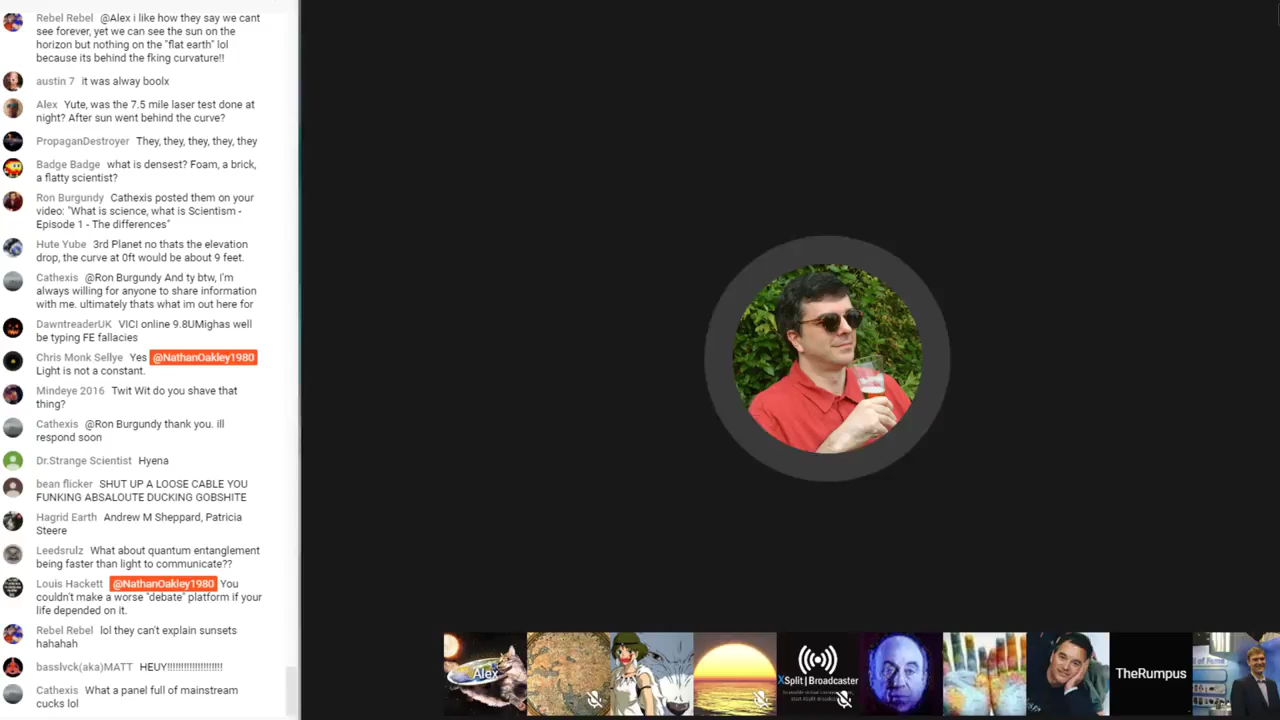 Rebel Rebel @Alex i like how they say we cant
see forever, yet we can see the sun on the
horizon but nothing on the "flat earth" lol
because its behind the fking curvature!!
austin 7 it was alway boolx
Alex Yute, was the 7.5 mile laser test done at
night? After sun went behind the curve?
PropaganDestroyer They, they, they, they, they
Badge Badge what is densest? Foam, a brick,
a flatty scientist?
Ron Burgundy Cathexis posted them on your
video: "What is science, what is Scientism -
Episode 1 - The differences"
Hute Yube 3rd Planet no thats the elevation
drop, the curve at 0ft would be about 9 feet.
Cathexis @Ron Burgundy And ty btw, i'm
always willing for anyone to share information
with me. ultimately thats what im out here for
DawntreaderUK VICI online 9.8UMighas well
be typing FE fallacies
Chris Monk Sellye Yes @NathanOakley1980
Light is not a constant.
Mindeye 2016 Twit Wit do you shave that
thing?
Cathexis @Ron Burgundy thank you. ill
respond soon
Dr.Strange Scientist Hyena
bean flicker SHUT UP A LOOSE CABLE YOU
FUNKING ABSALOUTE DUCKING GOBSHITE
Hagrid Earth Andrew M Sheppard, Patricia
Steere
Leedsrulz What about quantum entanglement
being faster than light to communicate??
Louis Hackett @NathanOakley1980 You
couldn't make a worse "debate" platform if your
life depended on it.
Rebel Rebel lol they can't explain sunsets
hahahah
basslvck(aka)MATT HEUY!!!!!!!!!!!!!!!!!!!!!
Cathexis What a panel full of mainstream
cucks lol
Alex
XSplit Broadcaster
TheRumpus